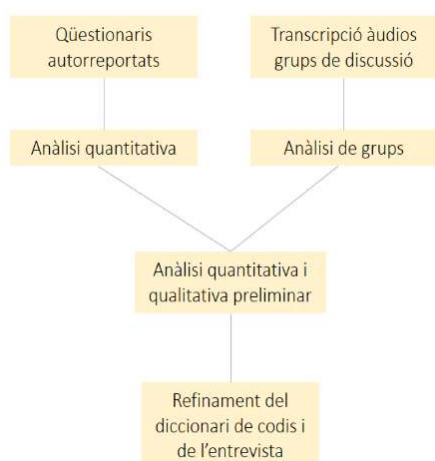 Qüestionaris
autorreportats
Transcripció àudios
grups de discussió
Anàlisi quantitativa
Anàlisi de grups
Anàlisi quantitativa i
qualitativa preliminar
Refinament del
diccionari de codis i
de l'entrevista